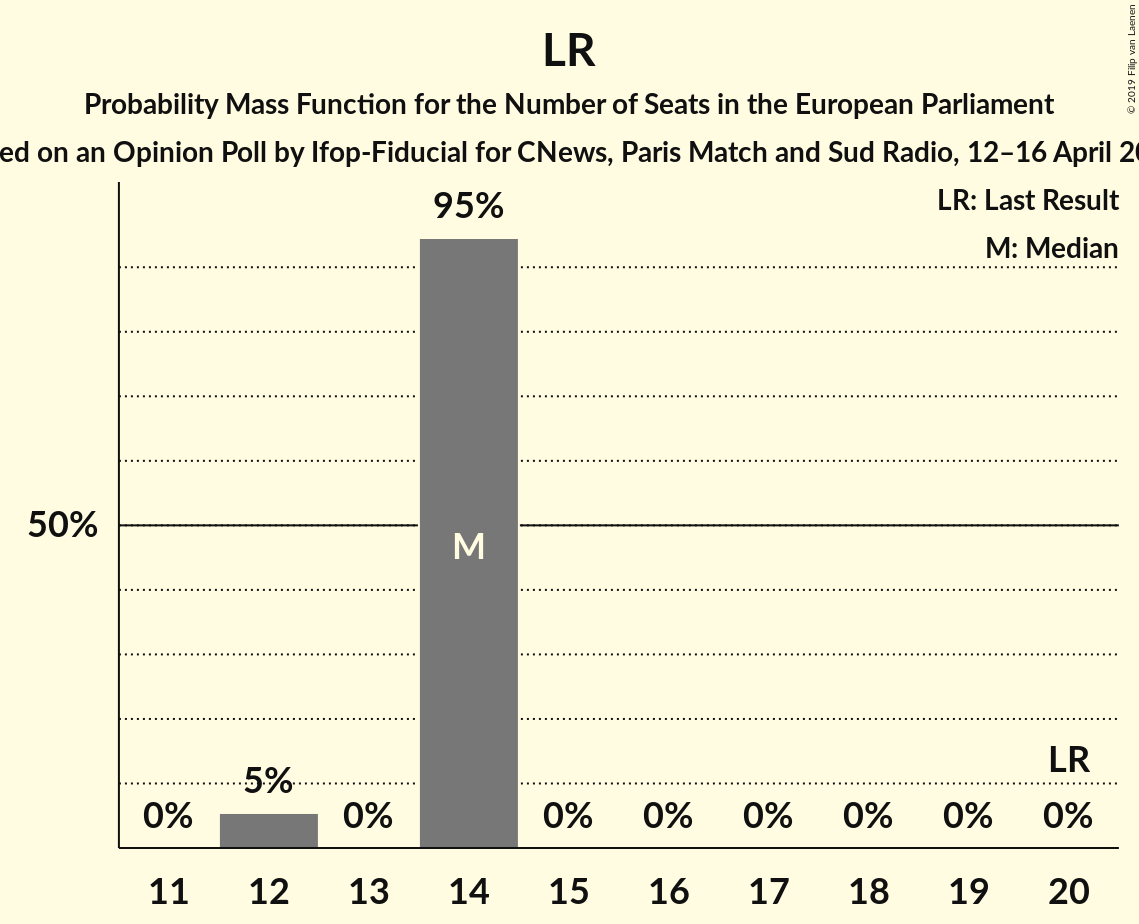 LR
Probability Mass Function for the Number of Seats in the European Parliament
on an Opinion Poll by Ifop-Fiducial for CNews, Paris Match and Sud Radio, 12–16 April
© 2019 Filip van Laenen
LR: Last Result
M: Median
95%
50%
M
5%
LR
0%
0%
0%
0%
0%
0%
0%
0%
11
12
13
14
15
16
17
18
19
20